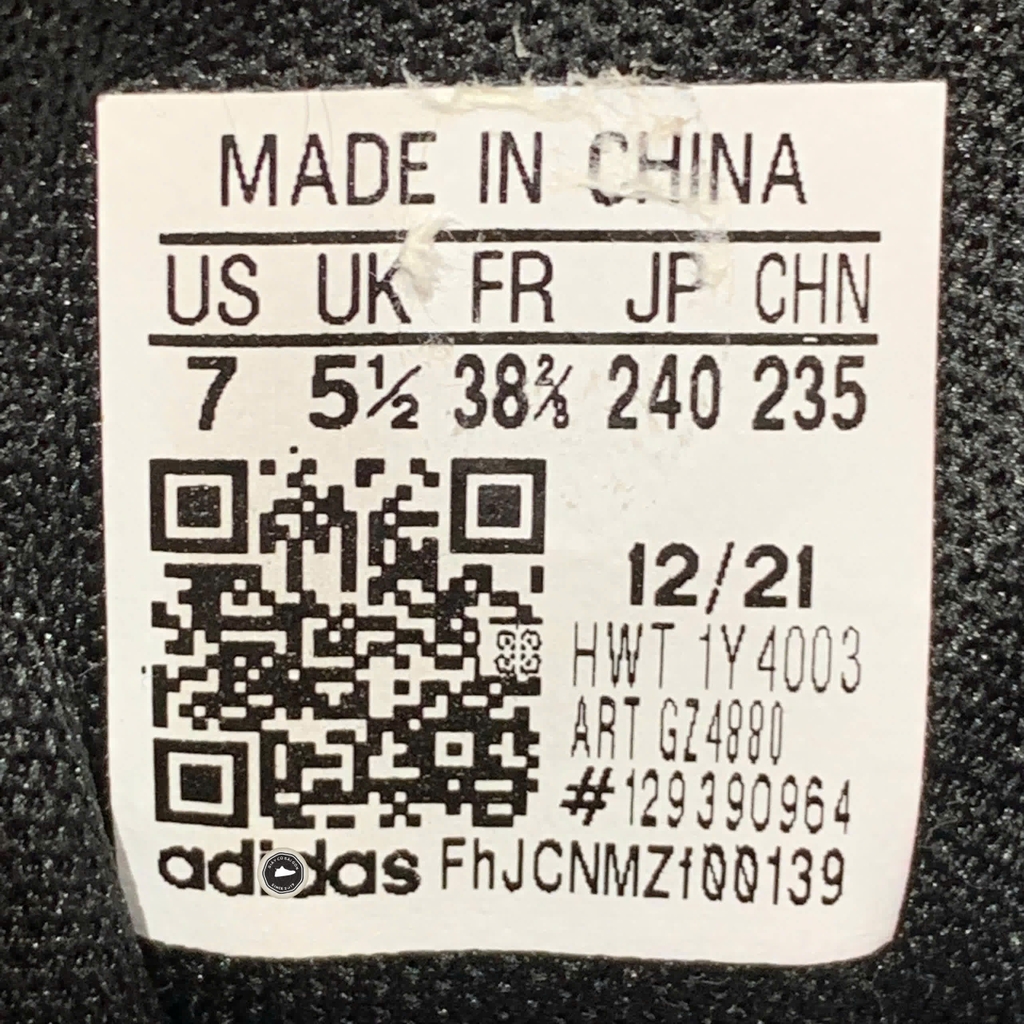 MADE IN CHINA
US UK FR JP CHN
7 5½ 38⅔ 240 235
12/21
HWT 1Y4003
ART GZ4880
#129390964
adidas FhJCNMZf00139